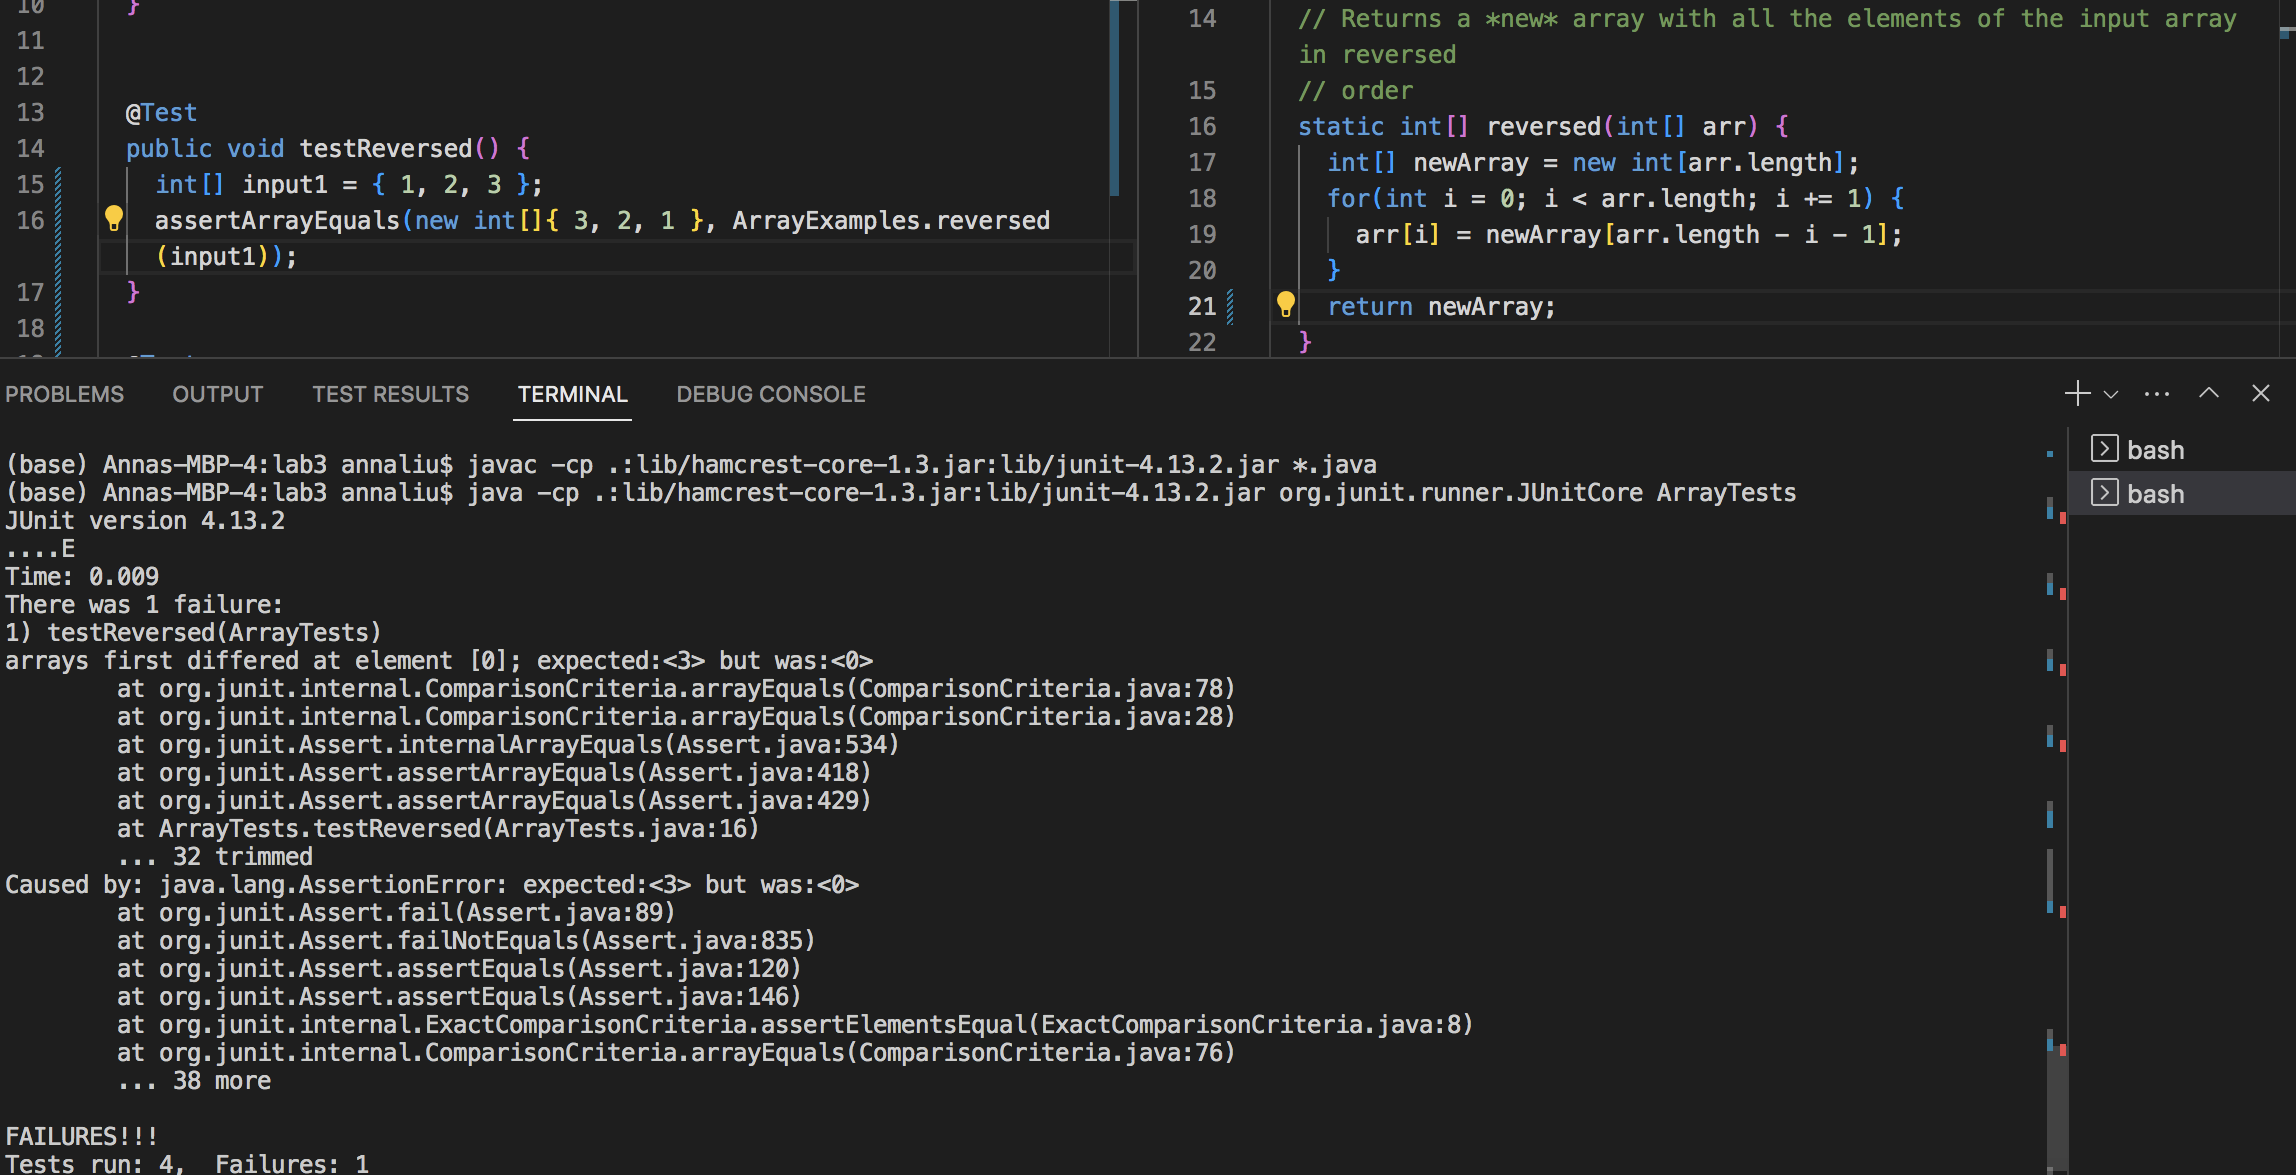 10 }
11
12
13 @Test
14 public void testReversed() {
15 int[] input1 = { 1, 2, 3 };
16 assertArrayEquals(new int[]{ 3, 2, 1 }, ArrayExamples.reversed
(input1));
17 }
18
14 // Returns a *new* array with all the elements of the input array
in reversed
15 // order
16 static int[] reversed(int[] arr) {
17 int[] newArray = new int[arr.length];
18 for(int i = 0; i < arr.length; i += 1) {
19 arr[i] = newArray[arr.length - i - 1];
20 }
21 return newArray;
22 }
PROBLEMS OUTPUT TEST RESULTS TERMINAL DEBUG CONSOLE
(base) Annas-MBP-4:lab3 annaliu$ javac -cp .:lib/hamcrest-core-1.3.jar:lib/junit-4.13.2.jar *.java
(base) Annas-MBP-4:lab3 annaliu$ java -cp .:lib/hamcrest-core-1.3.jar:lib/junit-4.13.2.jar org.junit.runner.JUnitCore ArrayTests
JUnit version 4.13.2
....E
Time: 0.009
There was 1 failure:
1) testReversed(ArrayTests)
arrays first differed at element [0]; expected:<3> but was:<0>
at org.junit.internal.ComparisonCriteria.arrayEquals(ComparisonCriteria.java:78)
at org.junit.internal.ComparisonCriteria.arrayEquals(ComparisonCriteria.java:28)
at org.junit.Assert.internalArrayEquals(Assert.java:534)
at org.junit.Assert.assertArrayEquals(Assert.java:418)
at org.junit.Assert.assertArrayEquals(Assert.java:429)
at ArrayTests.testReversed(ArrayTests.java:16)
... 32 trimmed
Caused by: java.lang.AssertionError: expected:<3> but was:<0>
at org.junit.Assert.fail(Assert.java:89)
at org.junit.Assert.failNotEquals(Assert.java:835)
at org.junit.Assert.assertEquals(Assert.java:120)
at org.junit.Assert.assertEquals(Assert.java:146)
at org.junit.internal.ExactComparisonCriteria.assertElementsEqual(ExactComparisonCriteria.java:8)
at org.junit.internal.ComparisonCriteria.arrayEquals(ComparisonCriteria.java:76)
... 38 more
FAILURES!!!
Tests run: 4,  Failures: 1
bash
bash